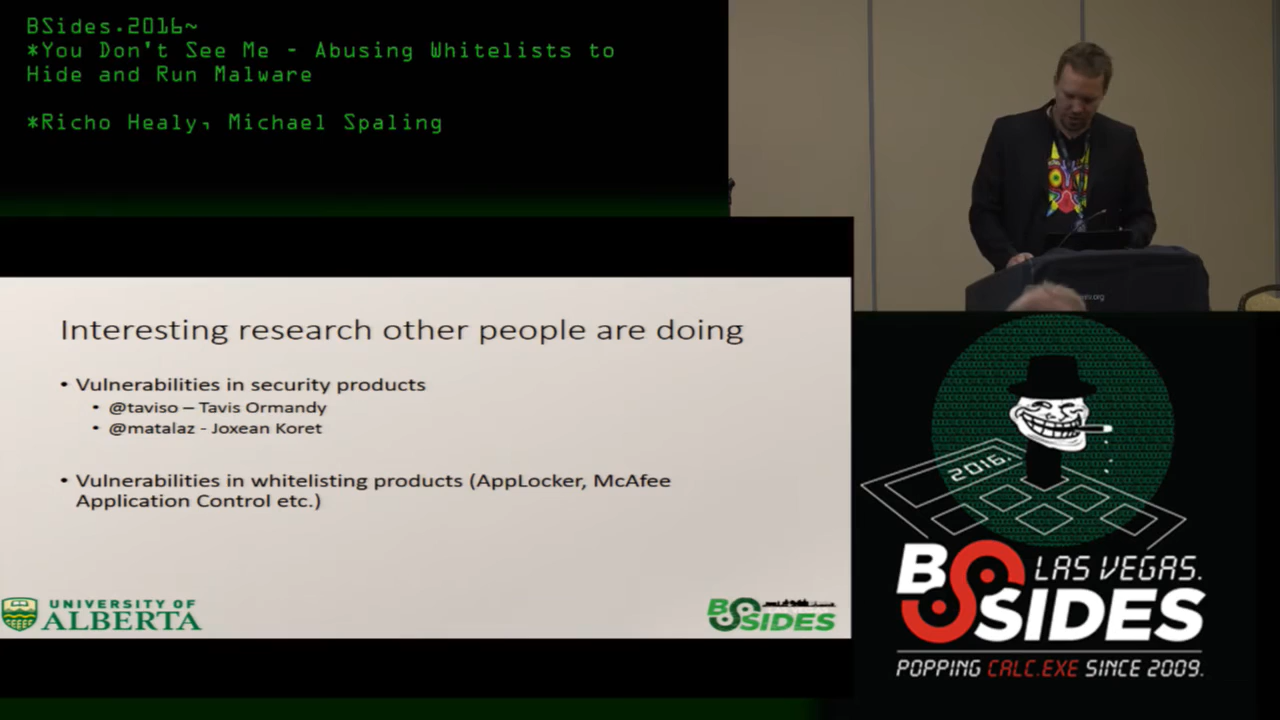 BSides.2016~
*You Don't See Me - Abusing Whitelists to
Hide and Run Malware
*Richo Healy, Michael Spaling
Interesting research other people are doing
• Vulnerabilities in security products
• @taviso – Tavis Ormandy
• @matalaz - Joxean Koret
• Vulnerabilities in whitelisting products (AppLocker, McAfee
Application Control etc.)
UNIVERSITY OF
ALBERTA
BSIDES
2016.
BSIDES
LAS VEGAS.
POPPING CALC.EXE SINCE 2009.